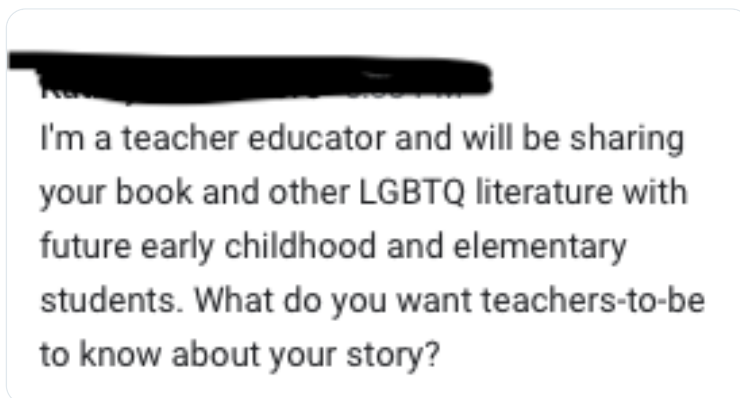 I'm a teacher educator and will be sharing
your book and other LGBTQ literature with
future early childhood and elementary
students. What do you want teachers-to-be
to know about your story?